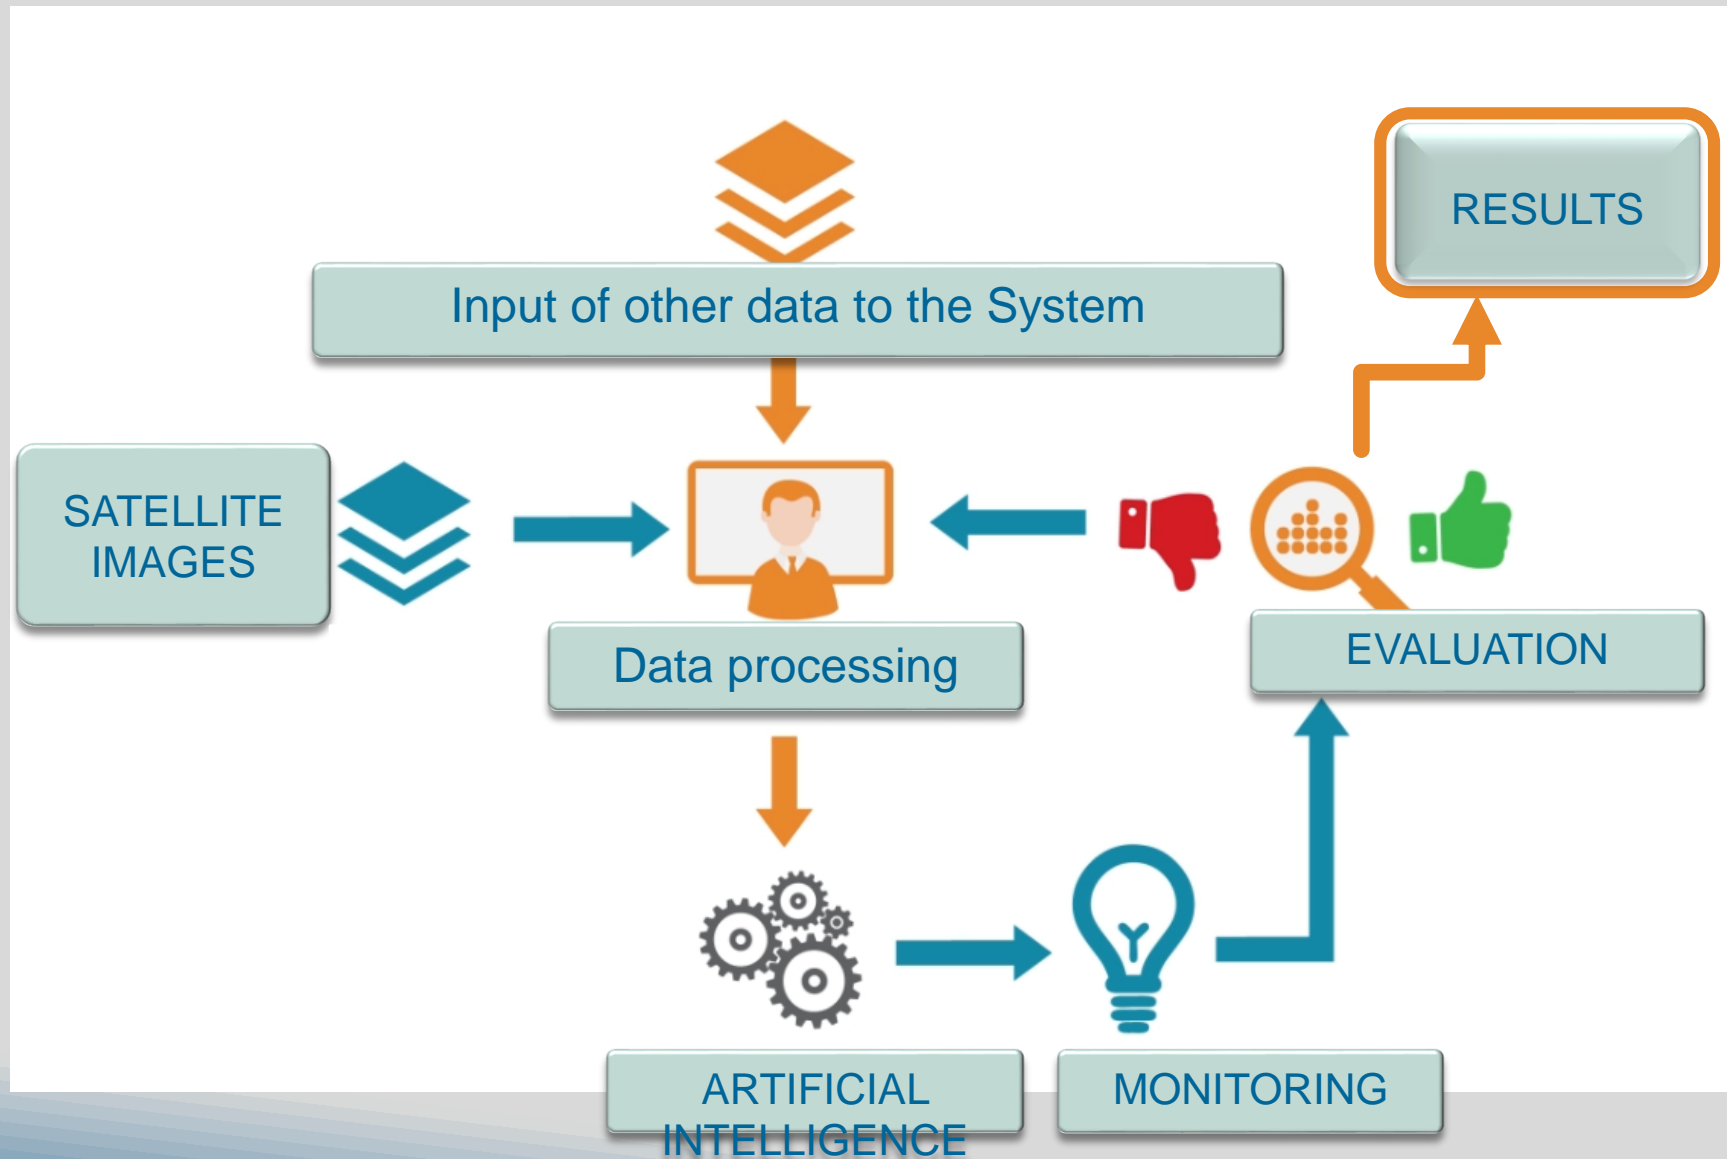 RESULTS
Input of other data to the System
SATELLITE
IMAGES
Data processing
EVALUATION
ARTIFICIAL
INTELLIGENCE
MONITORING